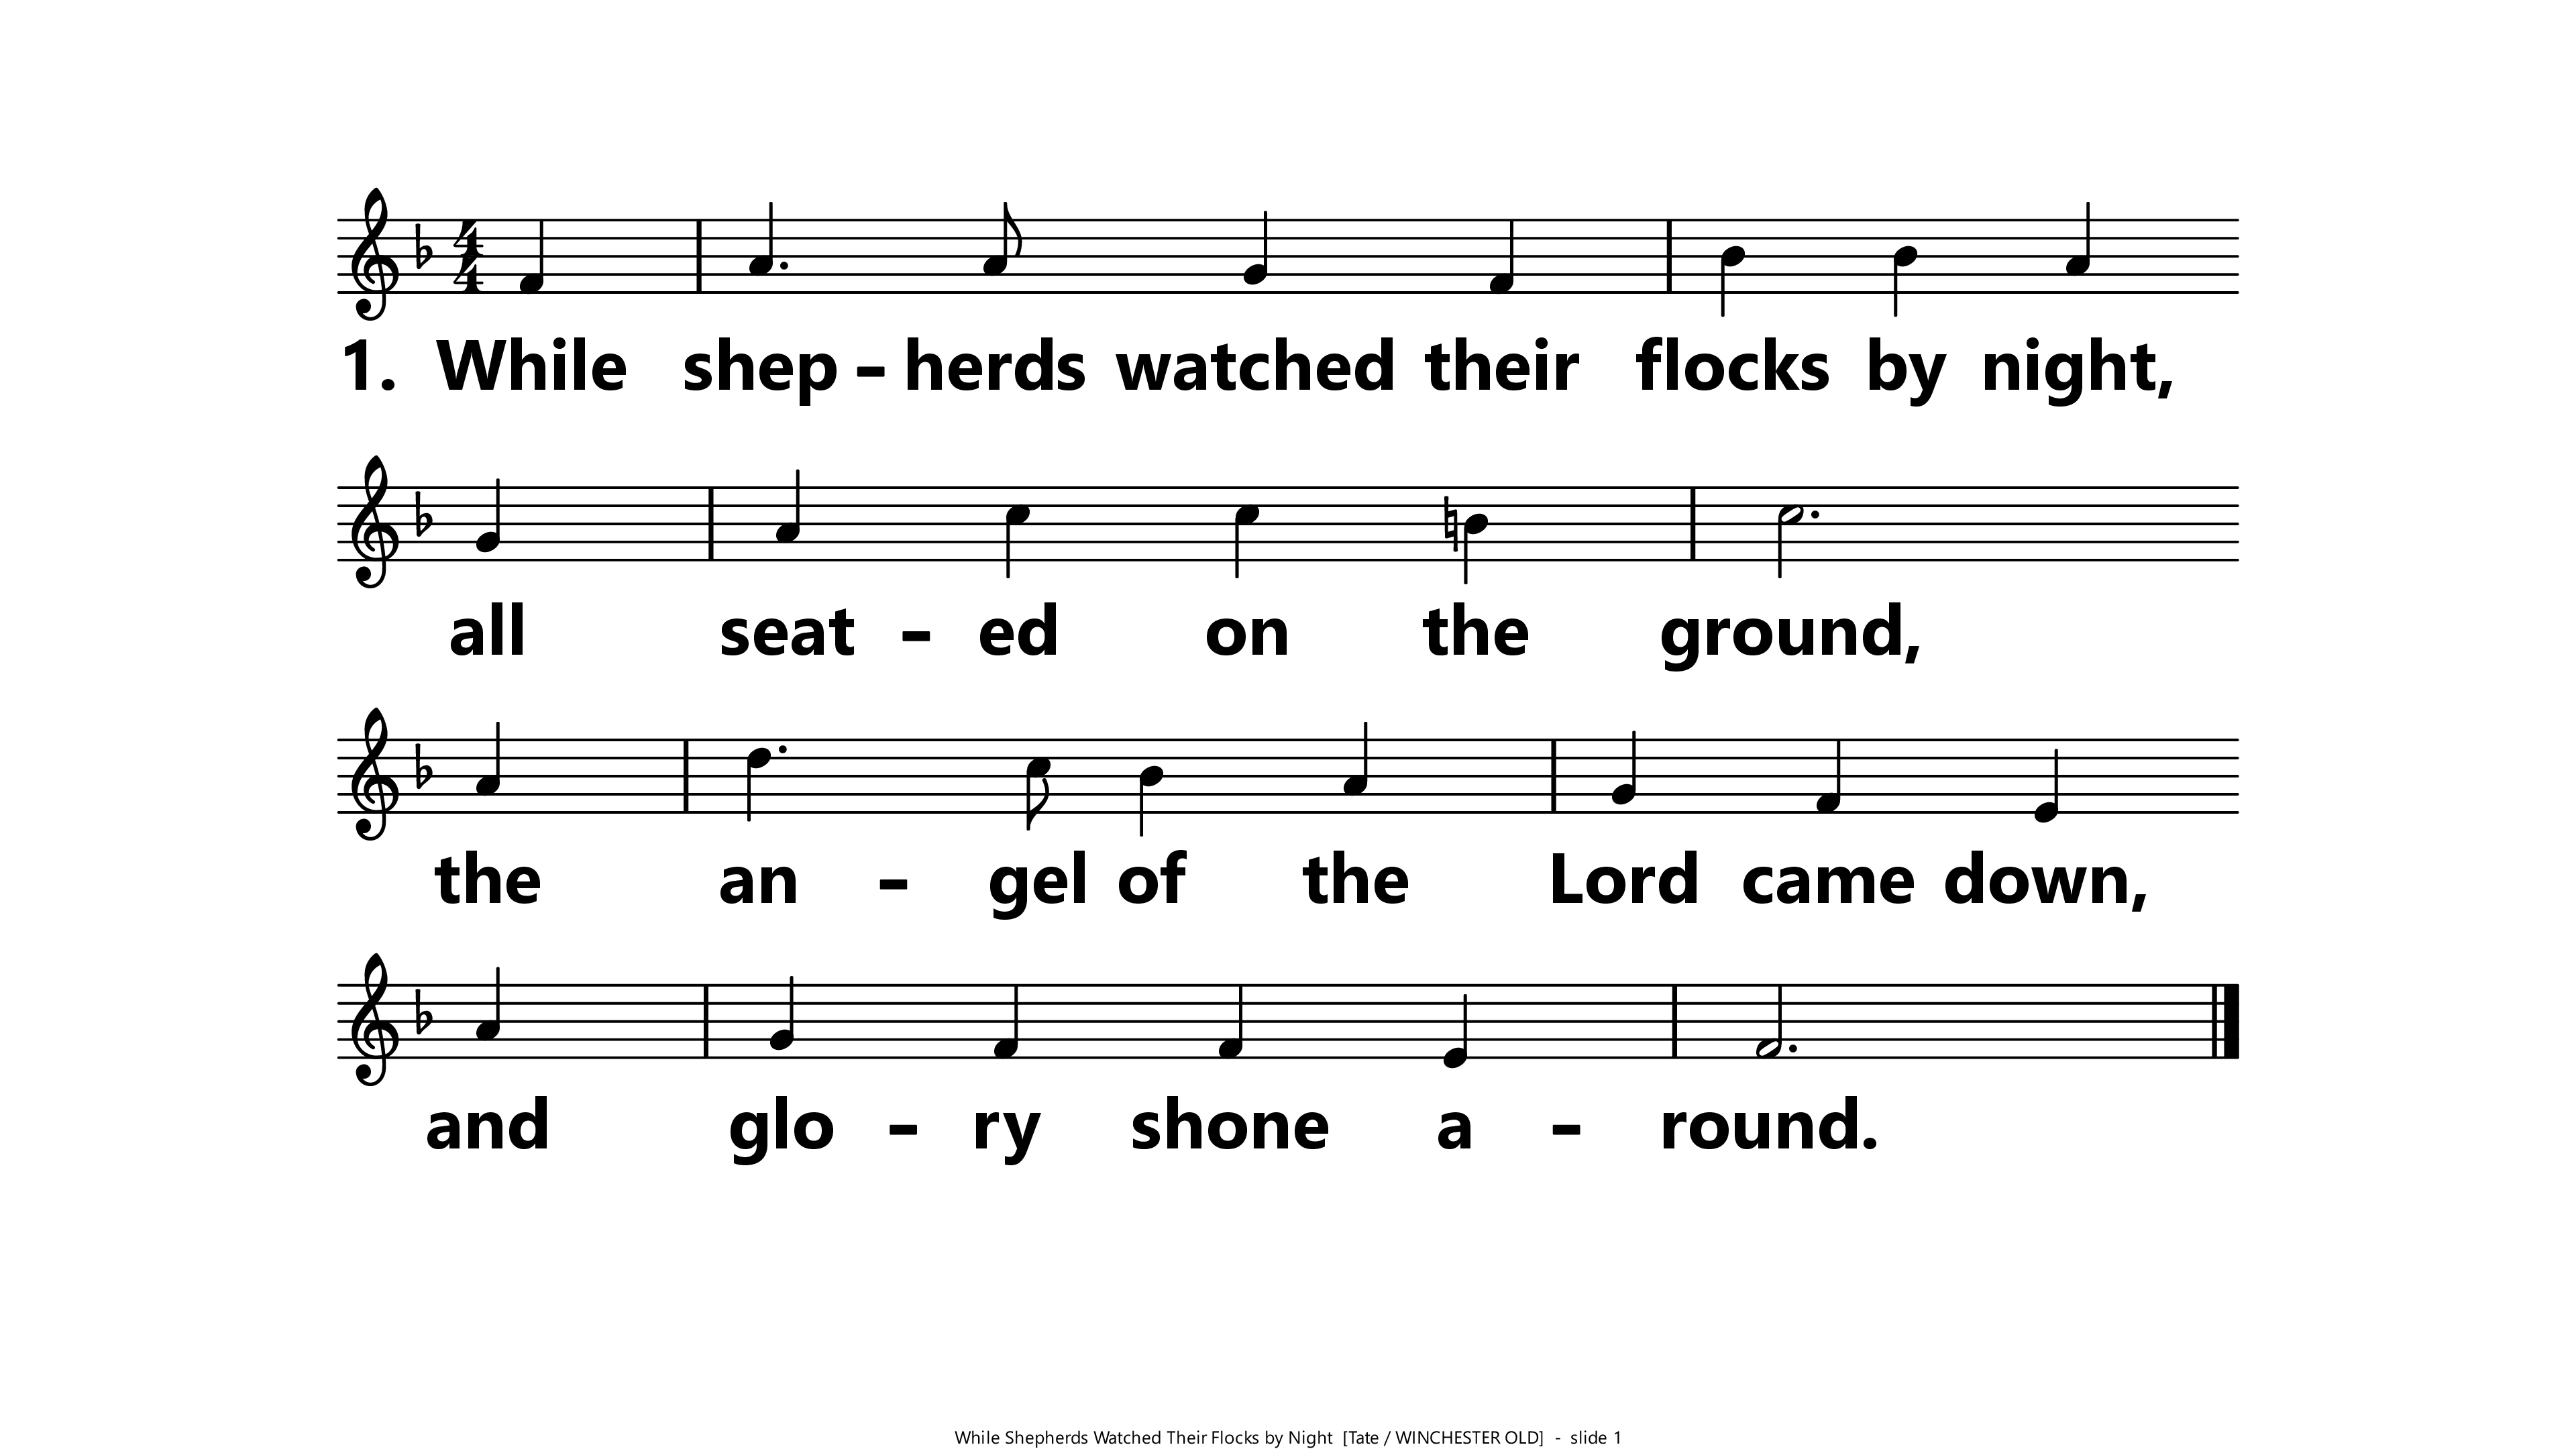 1. While shep - herds watched their flocks by night,
all seat - ed on the ground,
the an - gel of the Lord came down,
and glo - ry shone a - round.
While Shepherds Watched Their Flocks by Night [Tate / WINCHESTER OLD] - slide 1